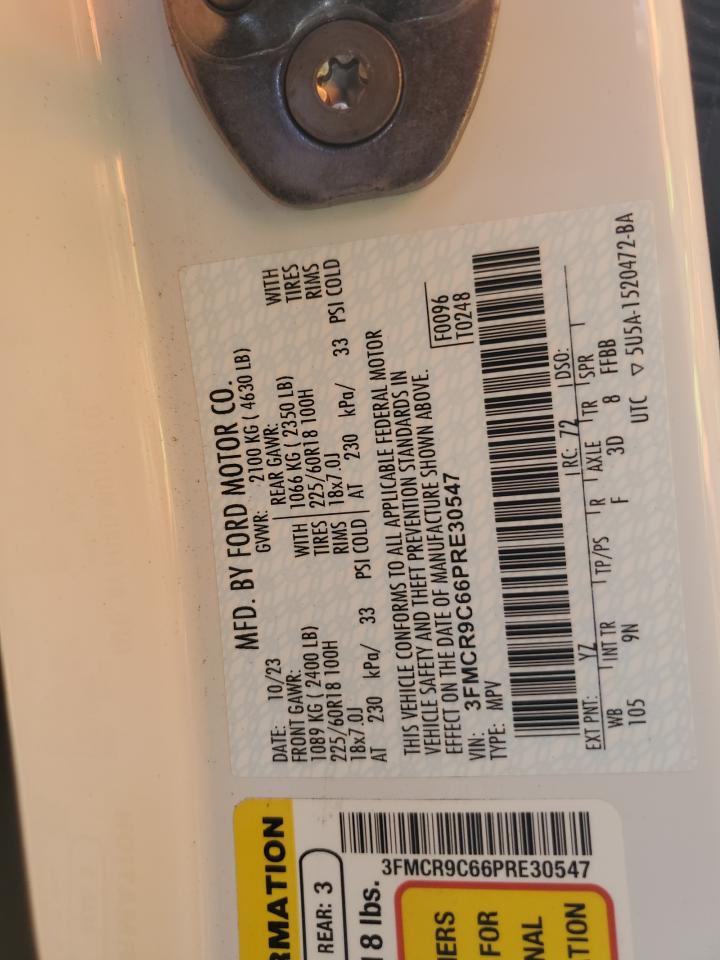 MFD. BY FORD MOTOR CO.
DATE: 10/23 GVWR: 2100 KG ( 4630 LB)
FRONT GAWR: REAR GAWR:
1089 KG ( 2400 LB) WITH 1066 KG ( 2350 LB) WITH
225/60R18 100H TIRES 225/60R18 100H TIRES
18x7.0J RIMS 18x7.0J RIMS
AT 230 kPa/ 33 PSI COLD AT 230 kPa/ 33 PSI COLD
THIS VEHICLE CONFORMS TO ALL APPLICABLE FEDERAL MOTOR
VEHICLE SAFETY AND THEFT PREVENTION STANDARDS IN
EFFECT ON THE DATE OF MANUFACTURE SHOWN ABOVE.
VIN: 3FMCR9C66PRE30547 F0096
TYPE: MPV T0248
EXT PNT: YZ RC: 72 DSO:
WB INT TR TP/PS R AXLE TR SPR
105 9N F 3D 8 FFBB
UTC ▽ 5U5A-1520472-BA
RMATION
REAR: 3
8 lbs.
3FMCR9C66PRE30547
ERS
FOR
NAL
TION